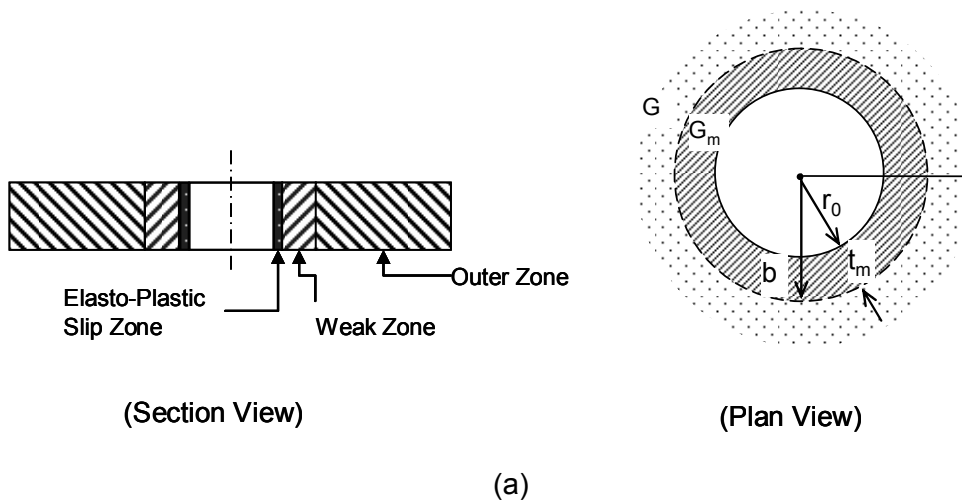 G
G_m
r_0
b
t_m
Outer Zone
Elasto-Plastic
Slip Zone
Weak Zone
(Section View)
(Plan View)
(a)